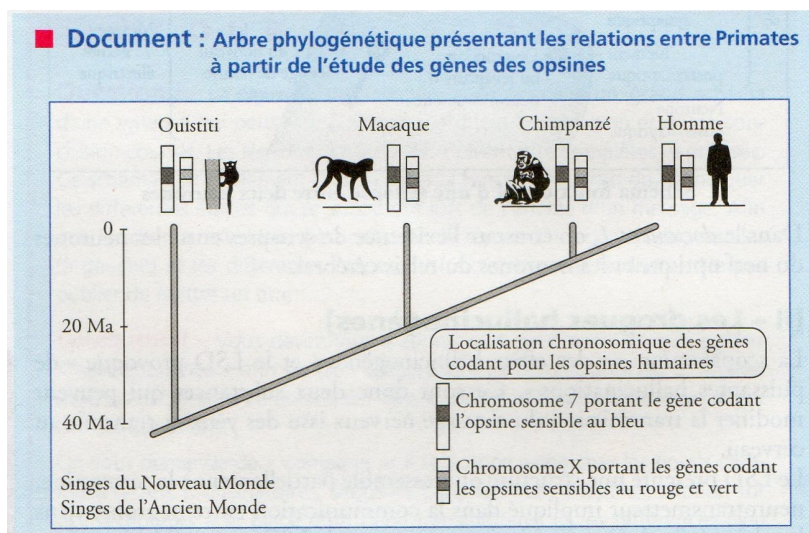 Document : Arbre phylogénétique présentant les relations entre Primates
à partir de l'étude des gènes des opsines
Ouistiti
Macaque
Chimpanzé
Homme
0
20 Ma
40 Ma
Localisation chronosomique des gènes
codant pour les opsines humaines
Chromosome 7 portant le gène codant
l'opsine sensible au bleu
Chromosome X portant les gènes codant
les opsines sensibles au rouge et vert
Singes du Nouveau Monde
Singes de l'Ancien Monde